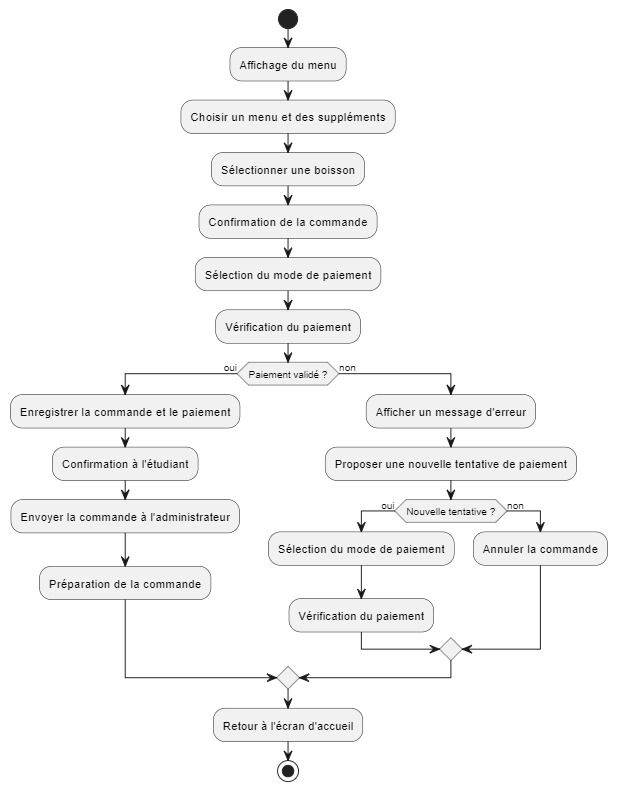 Affichage du menu
Choisir un menu et des suppléments
Sélectionner une boisson
Confirmation de la commande
Sélection du mode de paiement
Vérification du paiement
oui
Paiement validé ?
non
Enregistrer la commande et le paiement
Confirmation à l'étudiant
Envoyer la commande à l'administrateur
Préparation de la commande
Afficher un message d'erreur
Proposer une nouvelle tentative de paiement
oui
Nouvelle tentative ?
non
Sélection du mode de paiement
Vérification du paiement
Annuler la commande
Retour à l'écran d'accueil